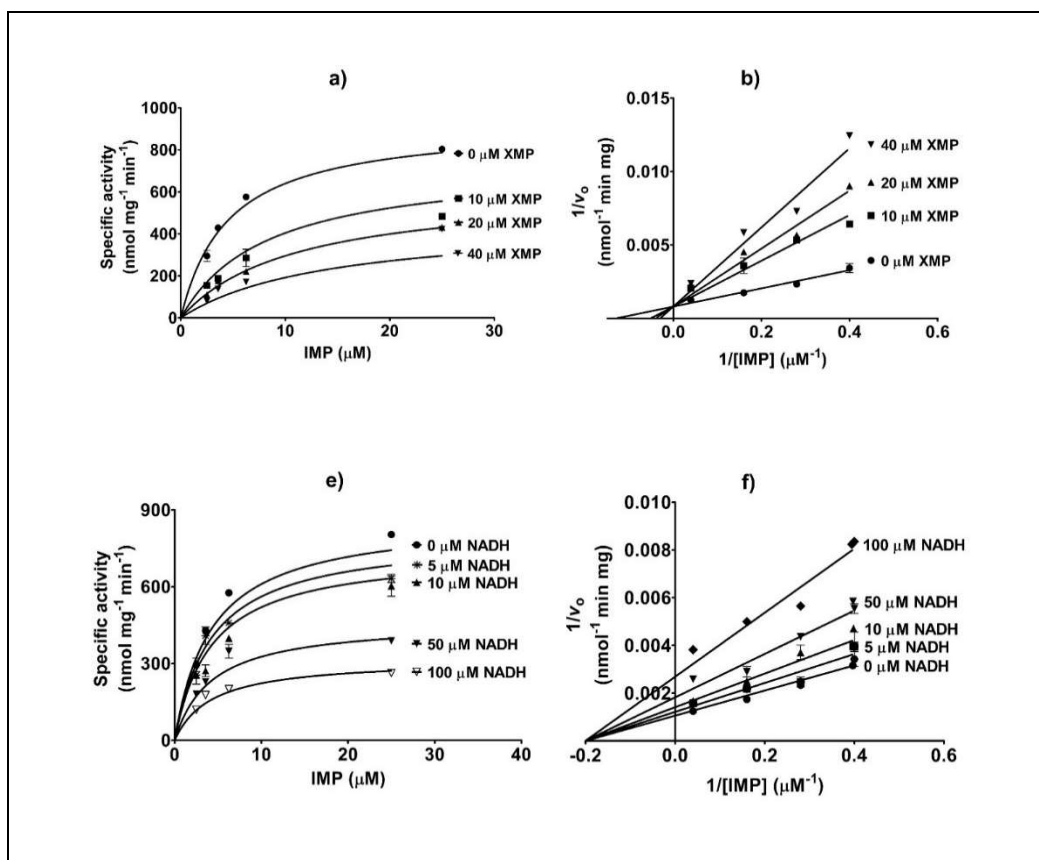 a)
Specific activity
(nmol mg⁻¹ min⁻¹)
1000
800
600
400
200
0
0 10 20 30
IMP (μM)
0 μM XMP
10 μM XMP
20 μM XMP
40 μM XMP
b)
1/vₒ
(nmol⁻¹ min mg)
0.015
0.010
0.005
0.0 0.2 0.4 0.6
1/[IMP] (μM⁻¹)
40 μM XMP
20 μM XMP
10 μM XMP
0 μM XMP
e)
Specific activity
(nmol mg⁻¹ min⁻¹)
900
600
300
0
0 10 20 30 40
IMP (μM)
0 μM NADH
5 μM NADH
10 μM NADH
50 μM NADH
100 μM NADH
f)
1/vₒ
(nmol⁻¹ min mg)
0.010
0.008
0.006
0.004
0.002
-0.2 0.0 0.2 0.4 0.6
1/[IMP] (μM⁻¹)
100 μM NADH
50 μM NADH
10 μM NADH
5 μM NADH
0 μM NADH